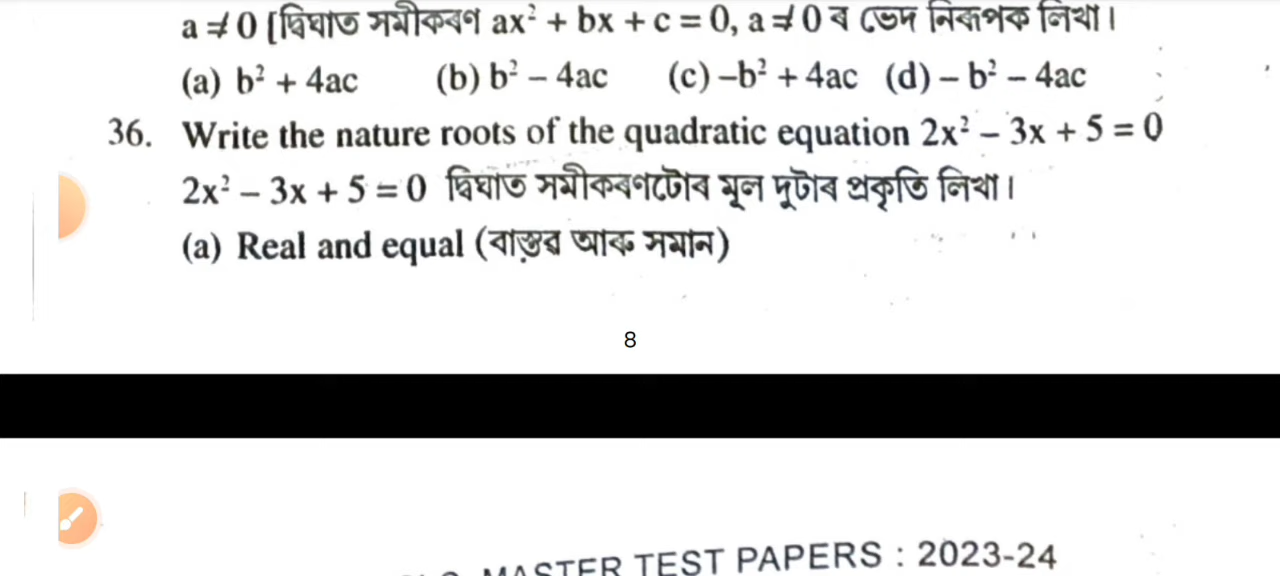 a ≠ 0 [দ্বিঘাত সমীকৰণ ax² + bx + c = 0, a ≠ 0 ৰ ভেদ নিৰূপক লিখা।
(a) b² + 4ac (b) b² – 4ac (c) –b² + 4ac (d) – b² – 4ac
36. Write the nature roots of the quadratic equation 2x² – 3x + 5 = 0
2x² – 3x + 5 = 0 দ্বিঘাত সমীকৰণটোৰ মূল দুটাৰ প্ৰকৃতি লিখা।
(a) Real and equal (বাস্তৱ আৰু সমান)
8
MASTER TEST PAPERS : 2023-24